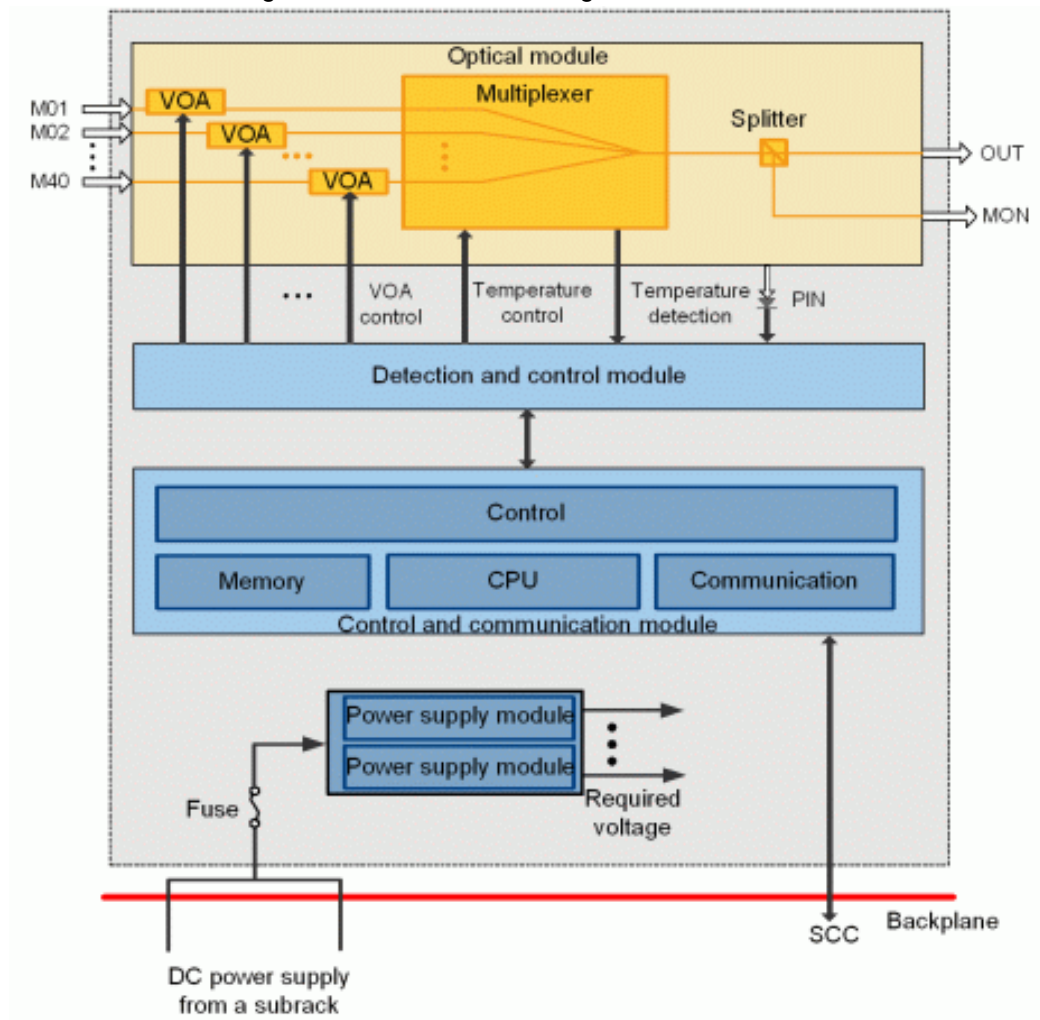 Optical module
M01
VOA
Multiplexer
M02
VOA
Splitter
OUT
M40
VOA
MON
VOA
control
Temperature
control
Temperature
detection
PIN
Detection and control module
Control
Memory
CPU
Communication
Control and communication module
Power supply module
Power supply module
Fuse
Required
voltage
Backplane
SCC
DC power supply
from a subrack